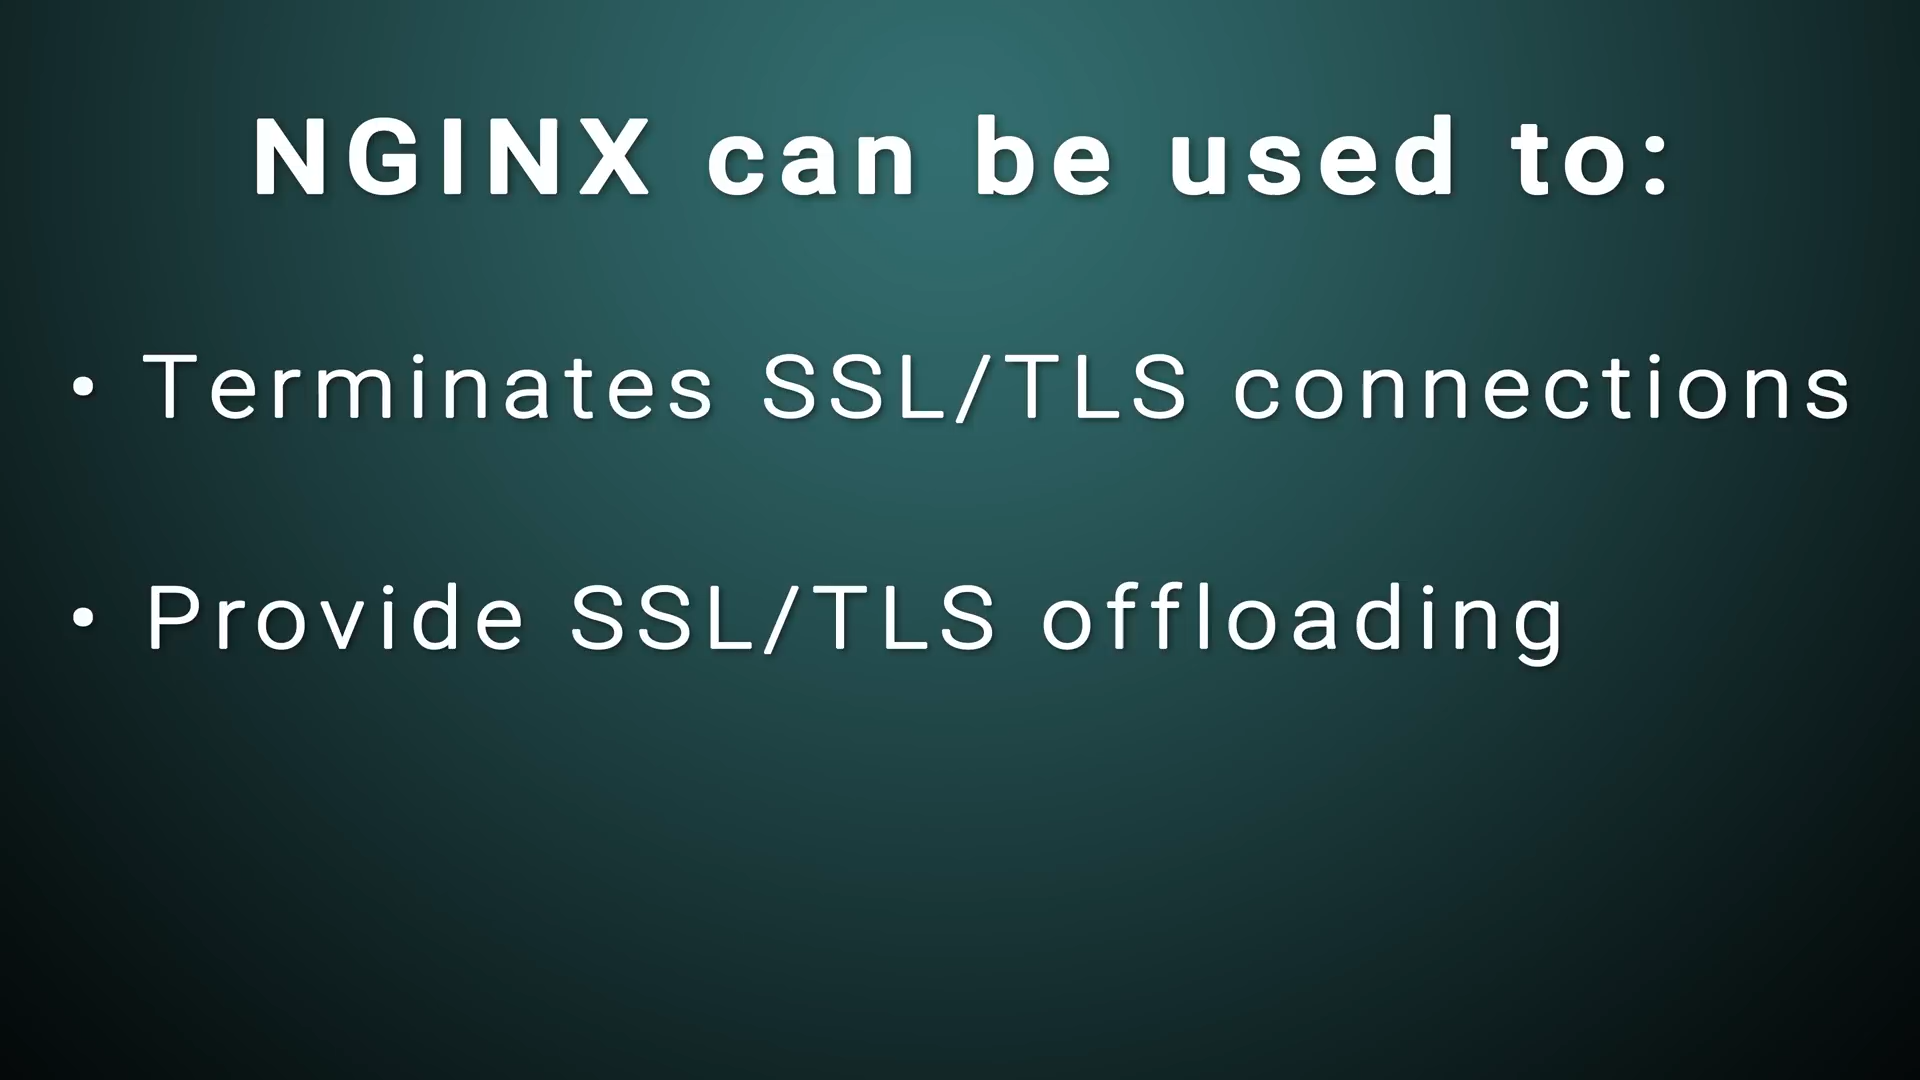 NGINX can be used to:
• Terminates SSL/TLS connections
• Provide SSL/TLS offloading